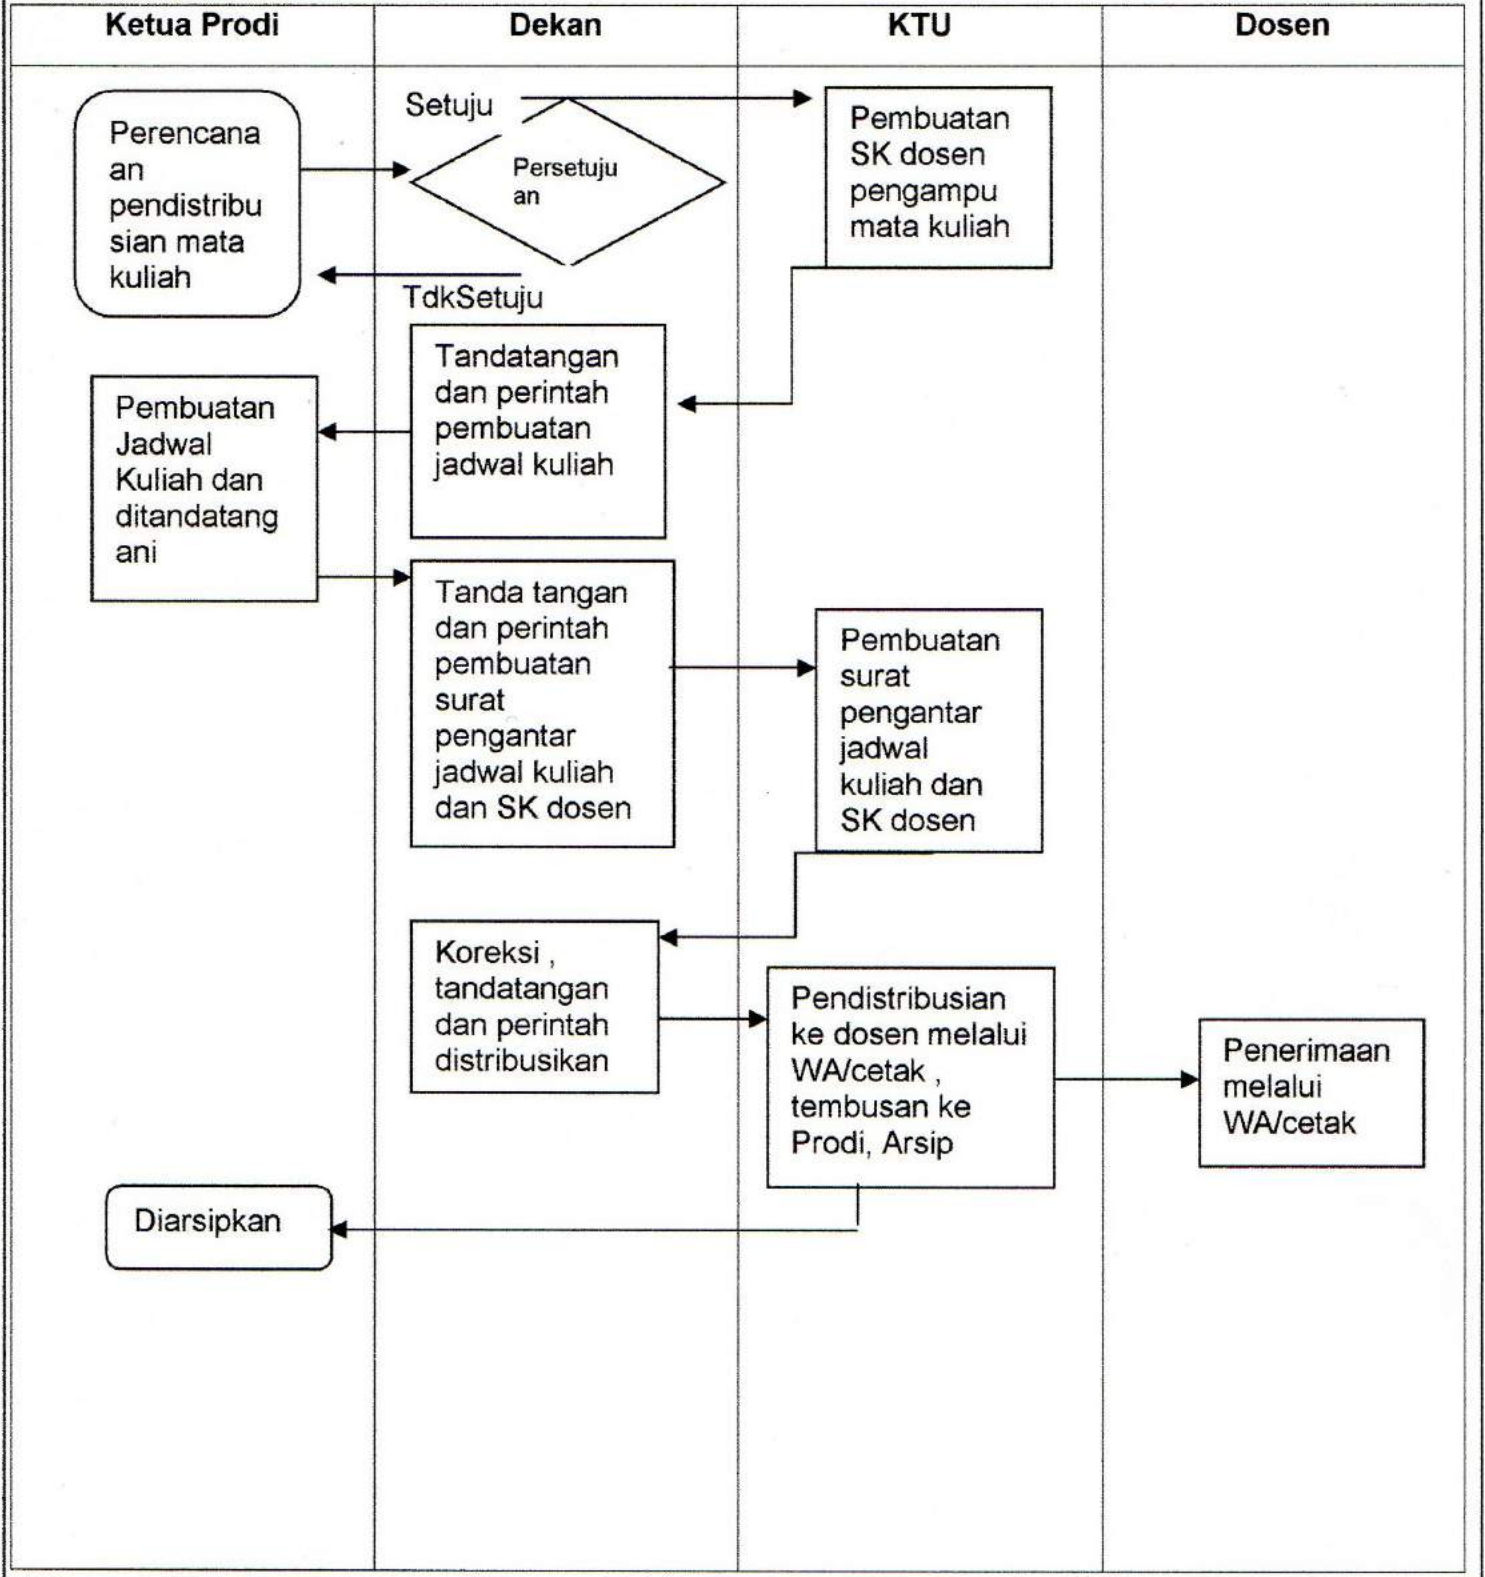 Ketua Prodi
Dekan
KTU
Dosen
Perencana
an
pendistribu
sian mata
kuliah
Setuju
Persetuju
an
TdkSetuju
Pembuatan
SK dosen
pengampu
mata kuliah
Tandatangan
dan perintah
pembuatan
jadwal kuliah
Pembuatan
Jadwal
Kuliah dan
ditandatang
ani
Tanda tangan
dan perintah
pembuatan
surat
pengantar
jadwal kuliah
dan SK dosen
Pembuatan
surat
pengantar
jadwal
kuliah dan
SK dosen
Koreksi ,
tandatangan
dan perintah
distribusikan
Pendistribusian
ke dosen melalui
WA/cetak ,
tembusan ke
Prodi, Arsip
Penerimaan
melalui
WA/cetak
Diarsipkan